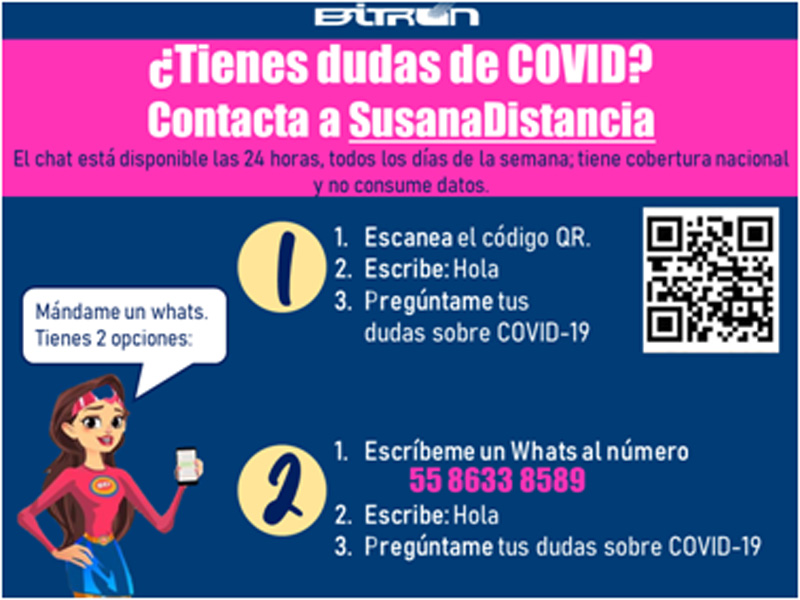 BITRON
¿Tienes dudas de COVID?
Contacta a SusanaDistancia
El chat está disponible las 24 horas, todos los días de la semana; tiene cobertura nacional
y no consume datos.
1
1. Escanea el código QR.
2. Escribe: Hola
3. Pregúntame tus
dudas sobre COVID-19
Mándame un whats.
Tienes 2 opciones:
2
1. Escríbeme un Whats al número
55 8633 8589
2. Escribe: Hola
3. Pregúntame tus dudas sobre COVID-19